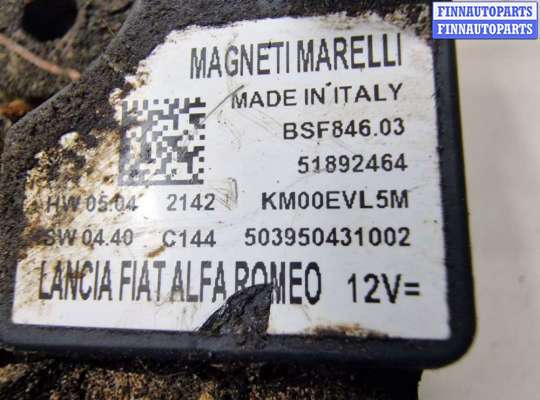 FINNAUTOPARTS
FINNAUTOPARTS
MAGNETI MARELLI
MADE IN ITALY
BSF846.03
51892464
HW 05.04 2142 KM00EVL5M
SW 04.40 C144 503950431002
LANCIA FIAT ALFA ROMEO 12V=